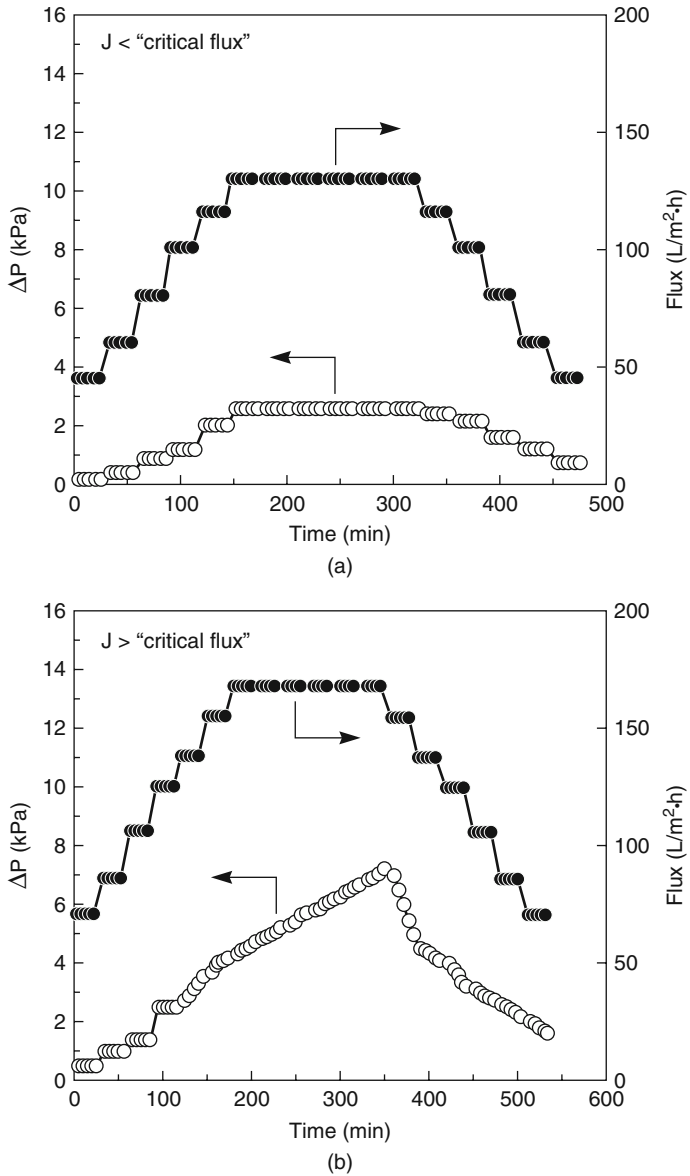 J < “critical flux”
ΔP (kPa)
16
14
12
10
8
6
4
2
0
200
150
100
50
0
Flux (L/m²•h)
0 100 200 300 400 500
Time (min)
(a)
J > “critical flux”
ΔP (kPa)
16
14
12
10
8
6
4
2
0
200
150
100
50
0
Flux (L/m²•h)
0 100 200 300 400 500 600
Time (min)
(b)